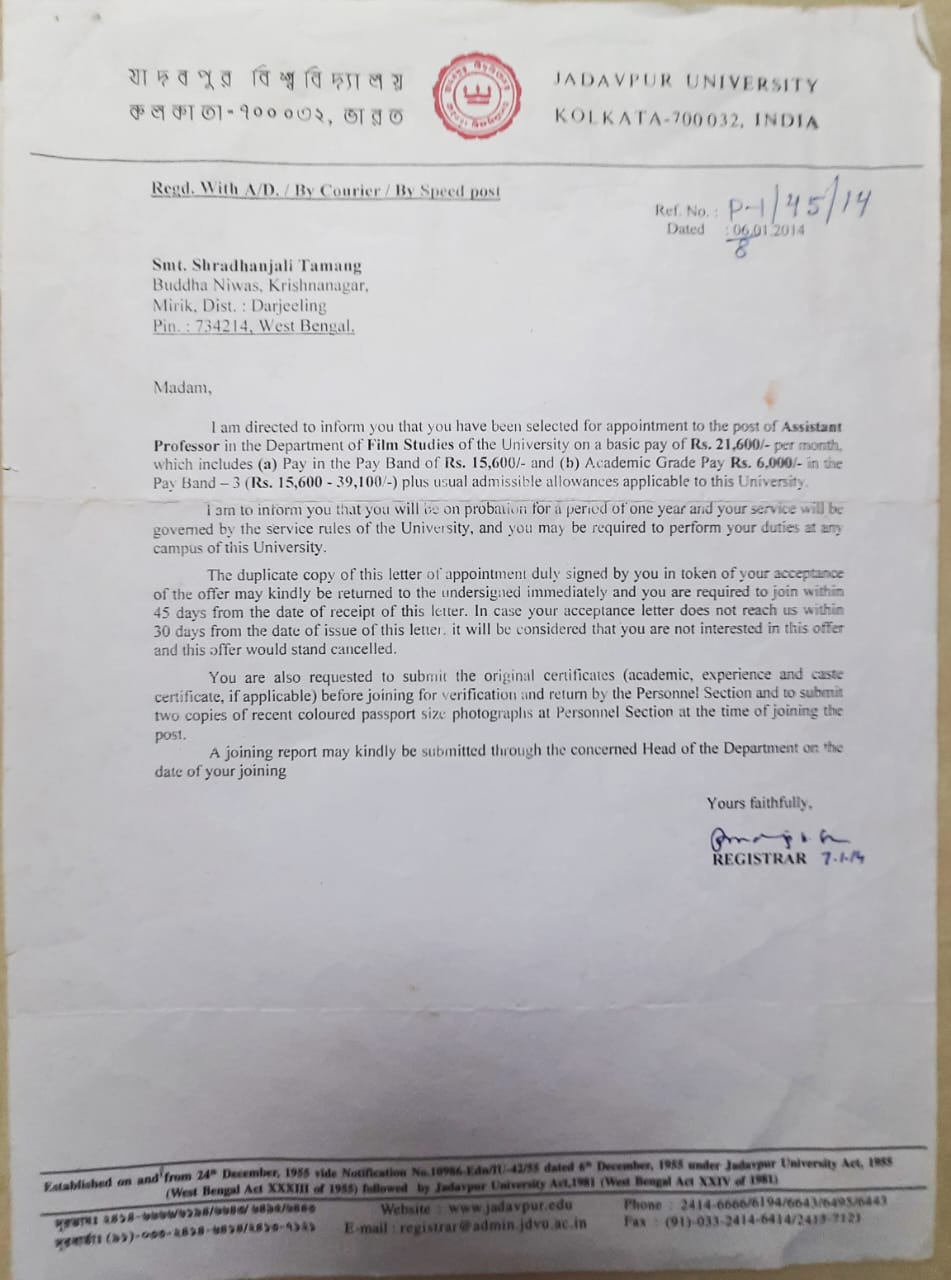 যাদবপুর বিশ্ববিদ্যালয়
কলকাতা-৭০০০৩২, ভারত
JADAVPUR UNIVERSITY
KOLKATA-700 032, INDIA
Regd. With A/D. / By Courier / By Speed post
Ref. No. : P-1/45/14
Dated : 06.01.2014
8
Smt. Shradhanjali Tamang
Buddha Niwas, Krishnanagar,
Mirik, Dist. : Darjeeling
Pin. : 734214, West Bengal.
Madam,
I am directed to inform you that you have been selected for appointment to the post of Assistant
Professor in the Department of Film Studies of the University on a basic pay of Rs. 21,600/- per month,
which includes (a) Pay in the Pay Band of Rs. 15,600/- and (b) Academic Grade Pay Rs. 6,000/- in the
Pay Band – 3 (Rs. 15,600 - 39,100/-) plus usual admissible allowances applicable to this University.
I am to inform you that you will be on probation for a period of one year and your service will be
governed by the service rules of the University, and you may be required to perform your duties at any
campus of this University.
The duplicate copy of this letter of appointment duly signed by you in token of your acceptance
of the offer may kindly be returned to the undersigned immediately and you are required to join within
45 days from the date of receipt of this letter. In case your acceptance letter does not reach us within
30 days from the date of issue of this letter, it will be considered that you are not interested in this offer
and this offer would stand cancelled.
You are also requested to submit the original certificates (academic, experience and caste
certificate, if applicable) before joining for verification and return by the Personnel Section and to submit
two copies of recent coloured passport size photographs at Personnel Section at the time of joining the
post.
A joining report may kindly be submitted through the concerned Head of the Department on the
date of your joining
Yours faithfully,
REGISTRAR 7.1.14
Established on and from 24th December, 1955 vide Notification No.10986-Edn/IU-42/55 dated 6th December, 1955 under Jadavpur University Act, 1955
(West Bengal Act XXXIII of 1955) followed by Jadavpur University Act,1981 (West Bengal Act XXIV of 1981)
Website : www.jadavpur.edu
E-mail : registrar@admin.jdvu.ac.in
Phone : 2414-6666/6194/6643/6495/6443
Fax : (91)-033-2414-6414/2413-7121